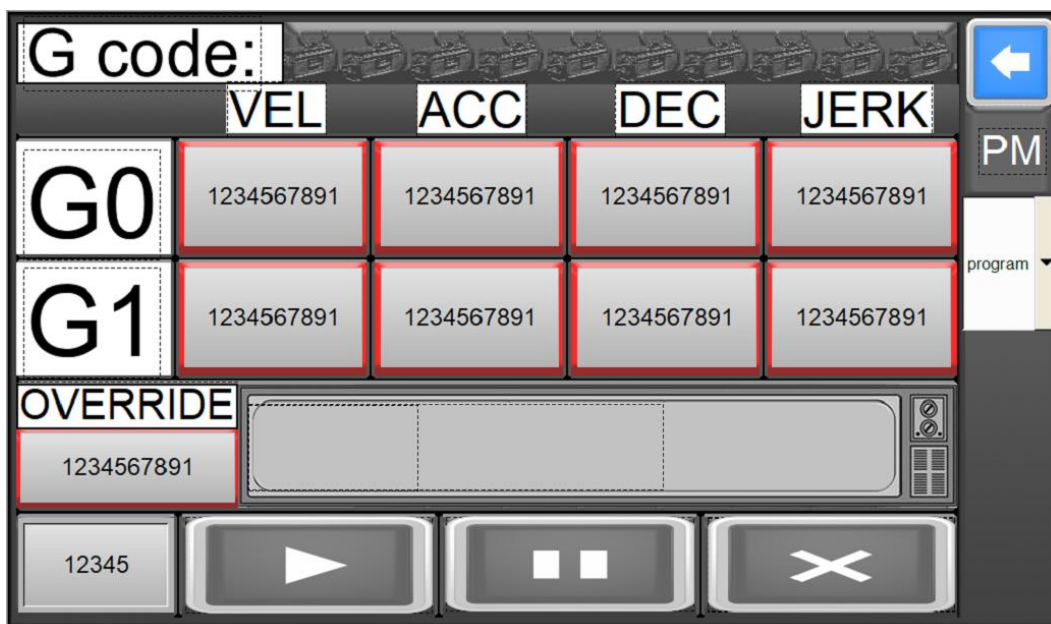 G code:
VEL ACC DEC JERK
PM
G0 1234567891 1234567891 1234567891 1234567891
program
G1 1234567891 1234567891 1234567891 1234567891
OVERRIDE
1234567891
12345